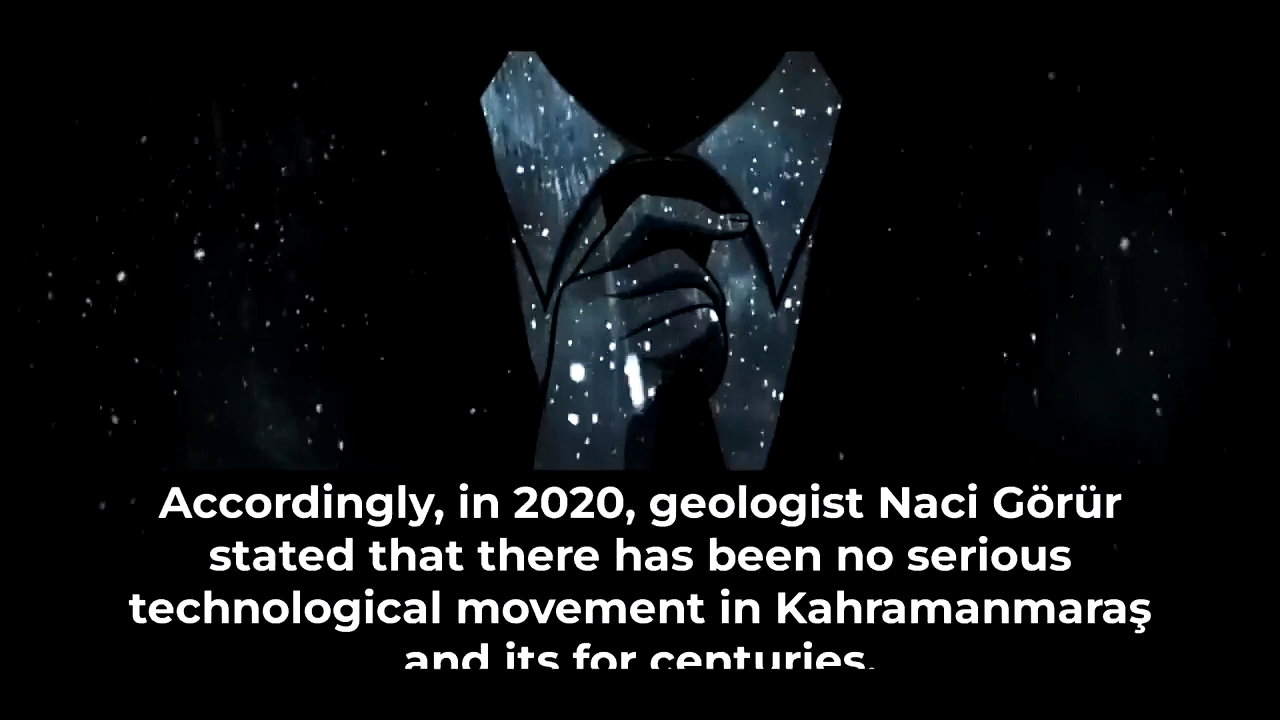 Accordingly, in 2020, geologist Naci Görür
stated that there has been no serious
technological movement in Kahramanmaraş
and its for centuries.